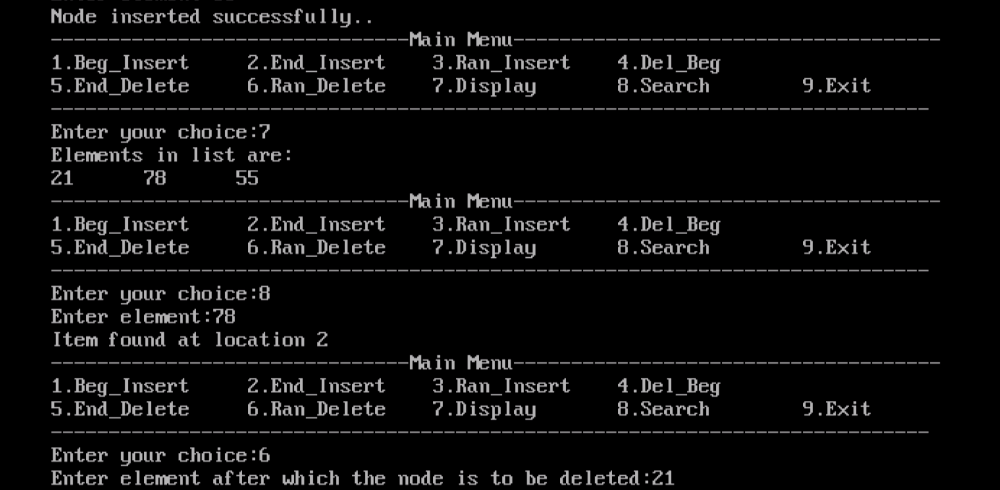 Node inserted successfully..
-------------------------------Main Menu-------------------------------------
1.Beg_Insert     2.End_Insert    3.Ran_Insert    4.Del_Beg
5.End_Delete     6.Ran_Delete    7.Display       8.Search        9.Exit
----------------------------------------------------------------------------
Enter your choice:7
Elements in list are:
21      78      55
-------------------------------Main Menu-------------------------------------
1.Beg_Insert     2.End_Insert    3.Ran_Insert    4.Del_Beg
5.End_Delete     6.Ran_Delete    7.Display       8.Search        9.Exit
----------------------------------------------------------------------------
Enter your choice:8
Enter element:78
Item found at location 2
-------------------------------Main Menu-------------------------------------
1.Beg_Insert     2.End_Insert    3.Ran_Insert    4.Del_Beg
5.End_Delete     6.Ran_Delete    7.Display       8.Search        9.Exit
----------------------------------------------------------------------------
Enter your choice:6
Enter element after which the node is to be deleted:21